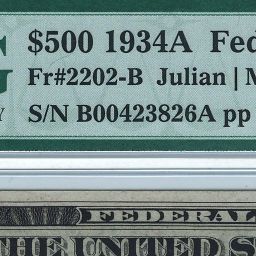 $500 1934A Fed
Fr#2202-B Julian | M
S/N B00423826A pp
FEDERAL
THE UNITED S